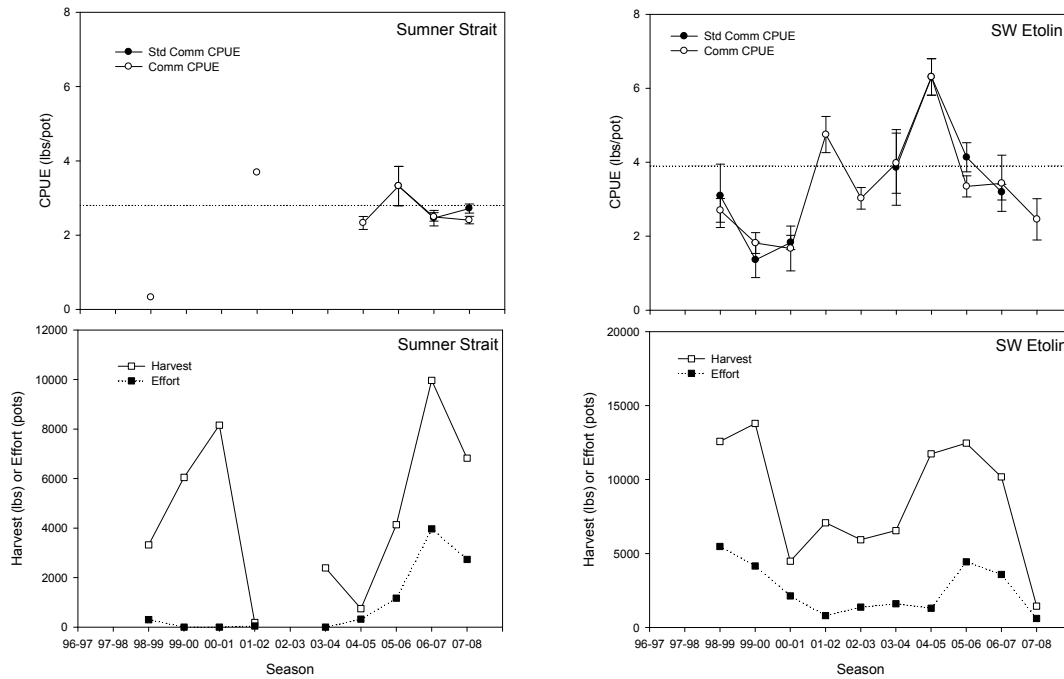 Sumner Strait
Std Comm CPUE
Comm CPUE
CPUE (lbs/pot)
8
6
4
2
0
SW Etolin
Std Comm CPUE
Comm CPUE
CPUE (lbs/pot)
8
6
4
2
0
Sumner Strait
Harvest
Effort
Harvest (lbs) or Effort (pots)
12000
10000
8000
6000
4000
2000
0
96-97 97-98 98-99 99-00 00-01 01-02 02-03 03-04 04-05 05-06 06-07 07-08
Season
SW Etolin
Harvest
Effort
Harvest (lbs) or Effort (pots)
20000
15000
10000
5000
0
96-97 97-98 98-99 99-00 00-01 01-02 02-03 03-04 04-05 05-06 06-07 07-08
Season